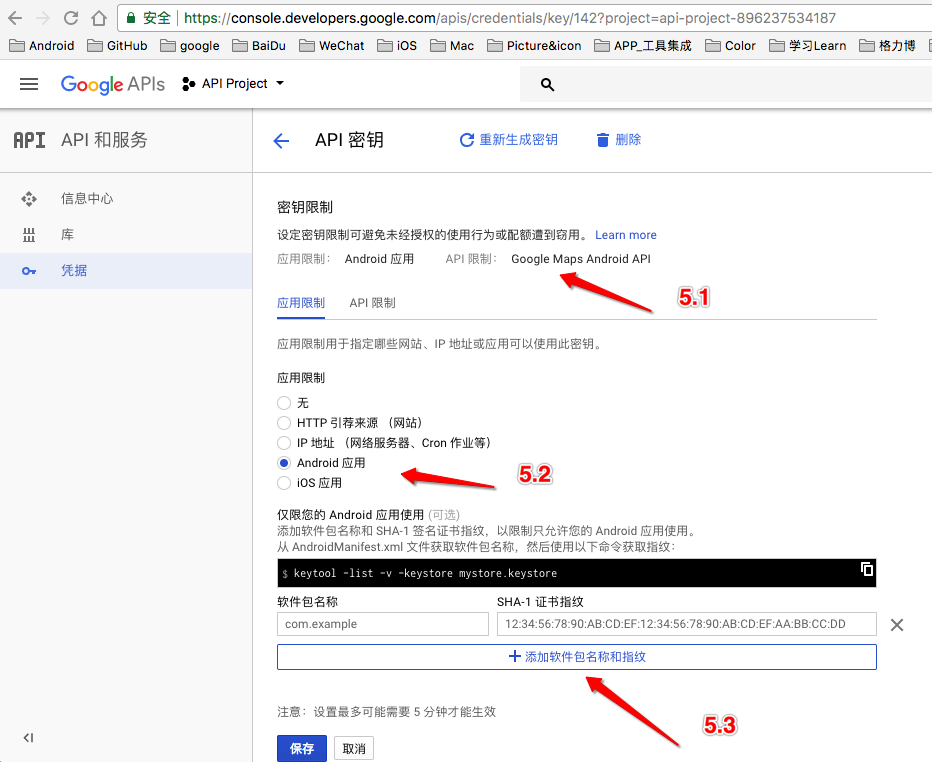 安全 https://console.developers.google.com/apis/credentials/key/142?project=api-project-896237534187
Android GitHub google BaiDu WeChat iOS Mac Picture&icon APP_工具集成 Color 学习Learn 格力博
Google APIs API Project
API API 和服务
API 密钥 重新生成密钥 删除
信息中心
库
凭据
密钥限制
设定密钥限制可避免未经授权的使用行为或配额遭到窃用。 Learn more
应用限制： Android 应用 API 限制： Google Maps Android API
5.1
应用限制 API 限制
应用限制用于指定哪些网站、IP 地址或应用可以使用此密钥。
应用限制
无
HTTP 引荐来源 （网站）
IP 地址 （网络服务器、Cron 作业等）
Android 应用
5.2
iOS 应用
仅限您的 Android 应用使用 (可选)
添加软件包名称和 SHA-1 签名证书指纹，以限制只允许您的 Android 应用使用。
从 AndroidManifest.xml 文件获取软件包名称，然后使用以下命令获取指纹：
$ keytool -list -v -keystore mystore.keystore
软件包名称 SHA-1 证书指纹
com.example 12:34:56:78:90:AB:CD:EF:12:34:56:78:90:AB:CD:EF:AA:BB:CC:DD
添加软件包名称和指纹
注意：设置最多可能需要 5 分钟才能生效
5.3
保存 取消